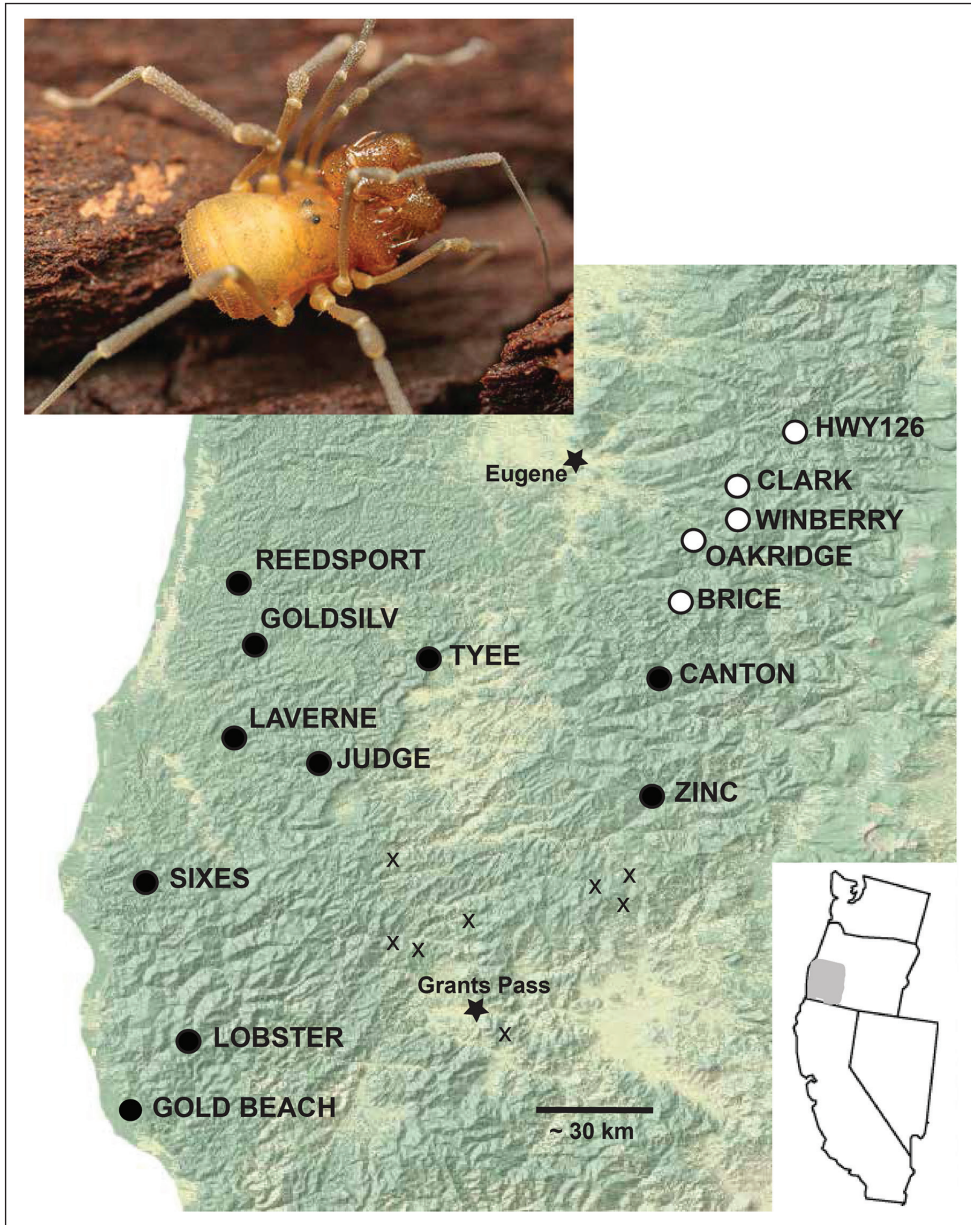 HWY126
Eugene
CLARK
WINBERRY
OAKRIDGE
REEDSPORT
BRICE
GOLDSILV
TYEE
CANTON
LAVERNE
JUDGE
ZINC
x
SIXES
x
x
x
x
x
x
Grants Pass
x
LOBSTER
GOLD BEACH
~ 30 km